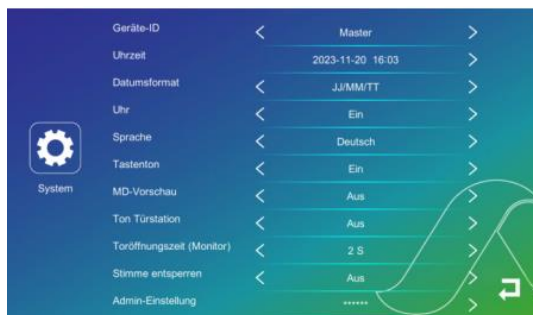 Geräte-ID Master
Uhrzeit 2023-11-20 16:03
Datumsformat JJ/MM/TT
Uhr Ein
Sprache Deutsch
Tastenton Ein
System
MD-Vorschau Aus
Ton Türstation Aus
Toröffnungszeit (Monitor) 2 S
Stimme entsperren Aus
Admin-Einstellung ******